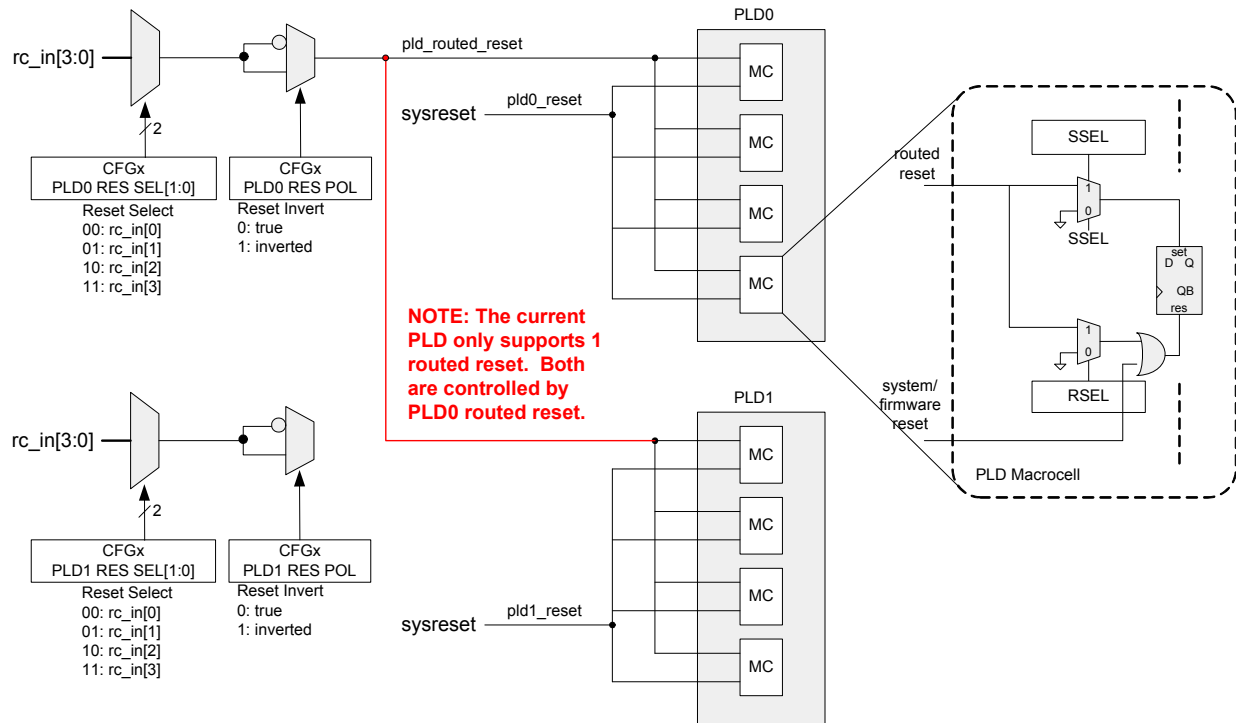 rc_in[3:0]
2
CFGx
PLD0 RES SEL[1:0]
Reset Select
00: rc_in[0]
01: rc_in[1]
10: rc_in[2]
11: rc_in[3]
CFGx
PLD0 RES POL
Reset Invert
0: true
1: inverted
pld_routed_reset
sysreset
pld0_reset
PLD0
MC
MC
MC
MC
NOTE: The current
PLD only supports 1
routed reset. Both
are controlled by
PLD0 routed reset.
routed
reset
SSEL
1
0
SSEL
set
D Q
QB
res
1
0
RSEL
system/
firmware
reset
PLD Macrocell
rc_in[3:0]
2
CFGx
PLD1 RES SEL[1:0]
Reset Select
00: rc_in[0]
01: rc_in[1]
10: rc_in[2]
11: rc_in[3]
CFGx
PLD1 RES POL
Reset Invert
0: true
1: inverted
sysreset
pld1_reset
PLD1
MC
MC
MC
MC